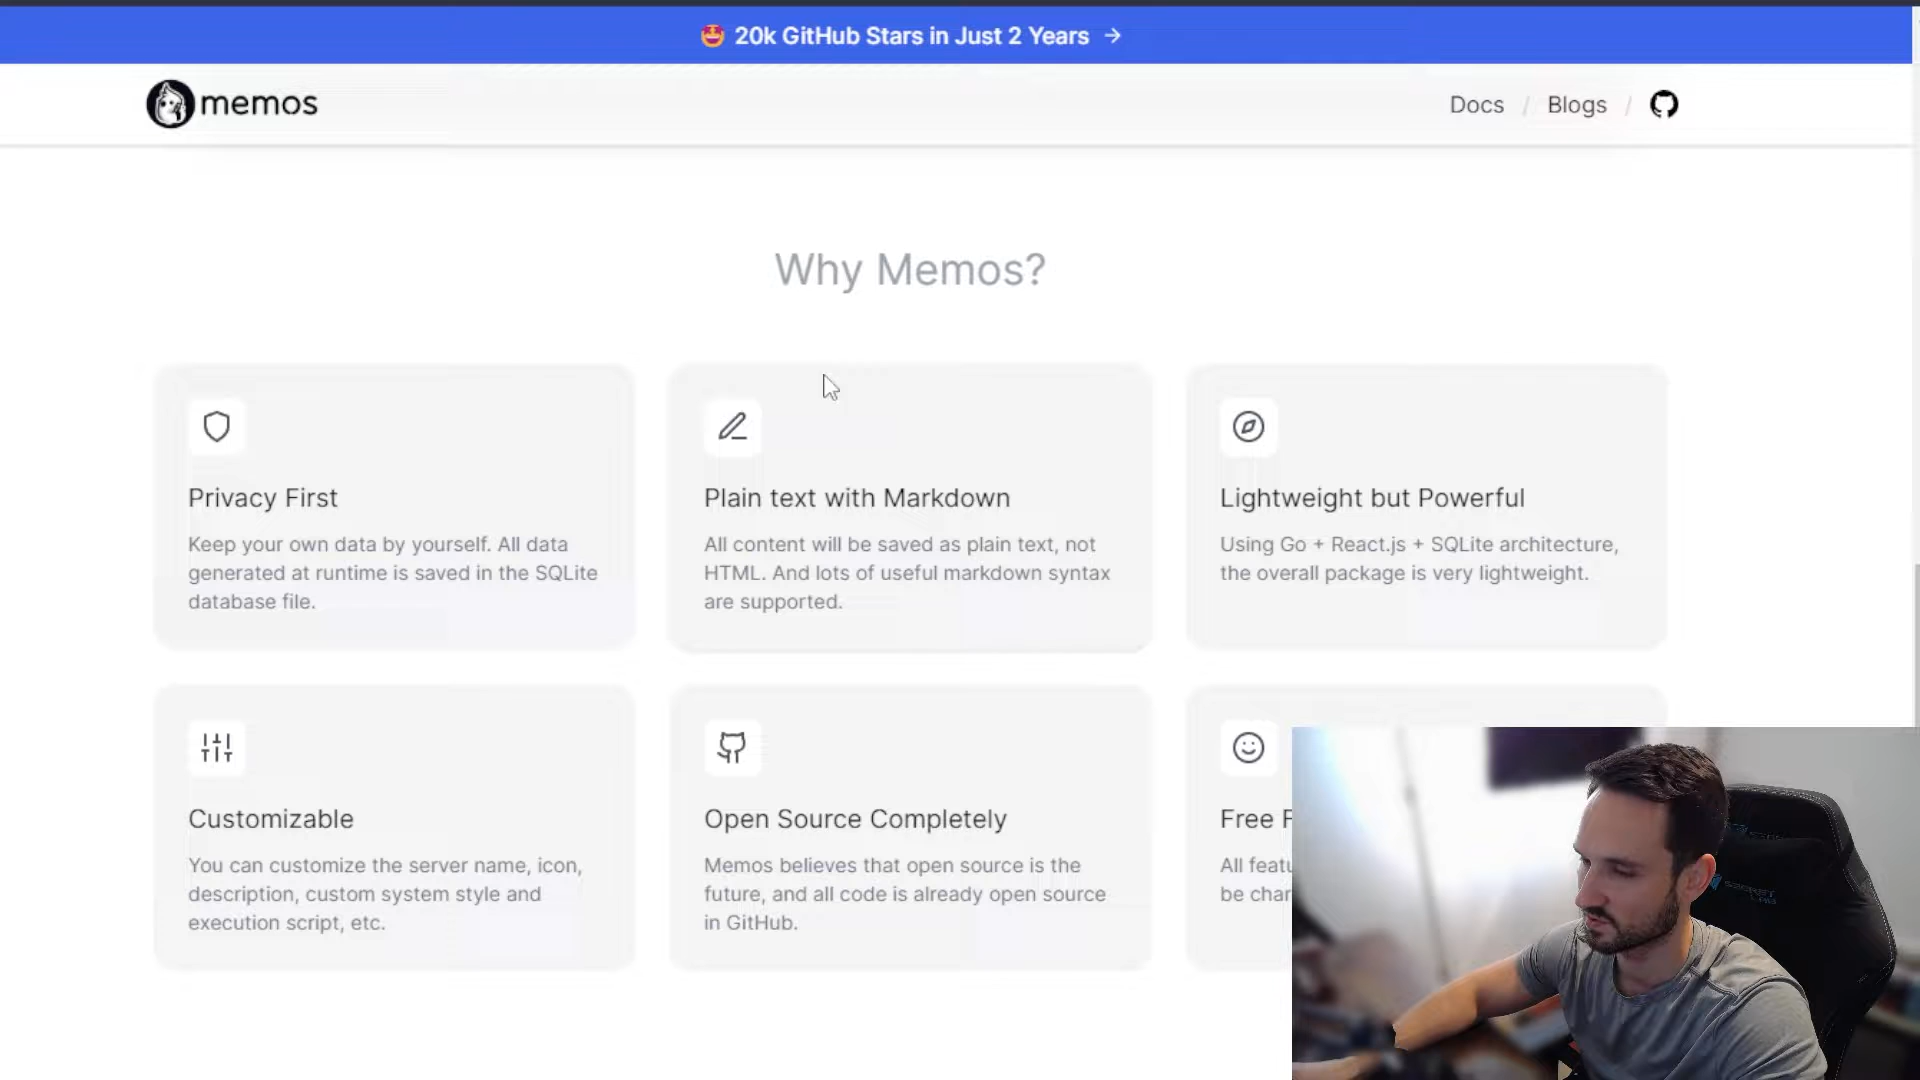 🤩 20k GitHub Stars in Just 2 Years →
memos
Docs / Blogs /
Why Memos?
Privacy First
Keep your own data by yourself. All data
generated at runtime is saved in the SQLite
database file.
Plain text with Markdown
All content will be saved as plain text, not
HTML. And lots of useful markdown syntax
are supported.
Lightweight but Powerful
Using Go + React.js + SQLite architecture,
the overall package is very lightweight.
Customizable
You can customize the server name, icon,
description, custom system style and
execution script, etc.
Open Source Completely
Memos believes that open source is the
future, and all code is already open source
in GitHub.
Free
All
be